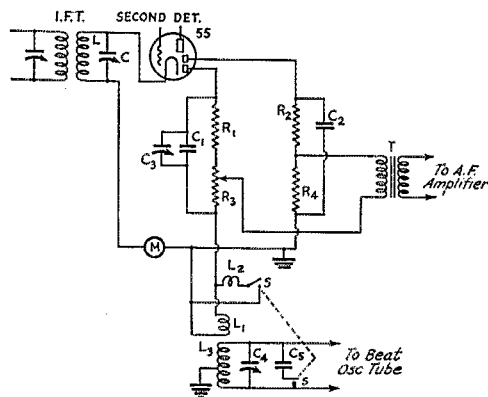 I.F.T. SECOND DET.
55
L C
R₁ R₂ C₂
C₃ C₁
T
R₃ R₄
To A.F.
Amplifier
M
L₂ S
L₁
L₃ C₄ C₅ S
To Beat
Osc Tube